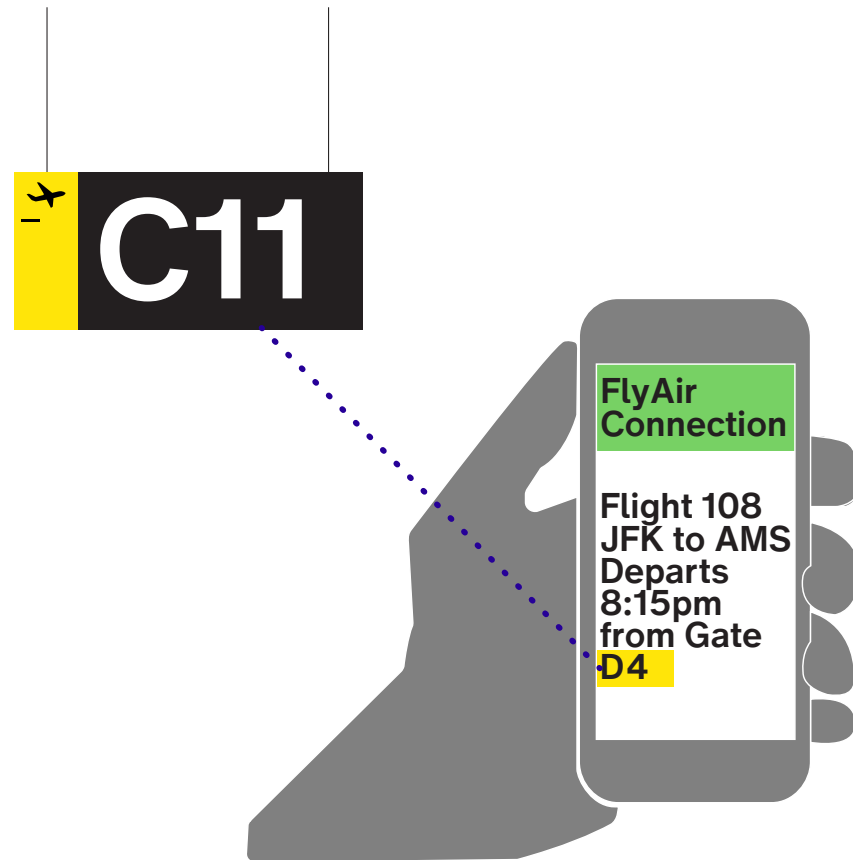 C11
FlyAir
Connection
Flight 108
JFK to AMS
Departs
8:15pm
from Gate
D4